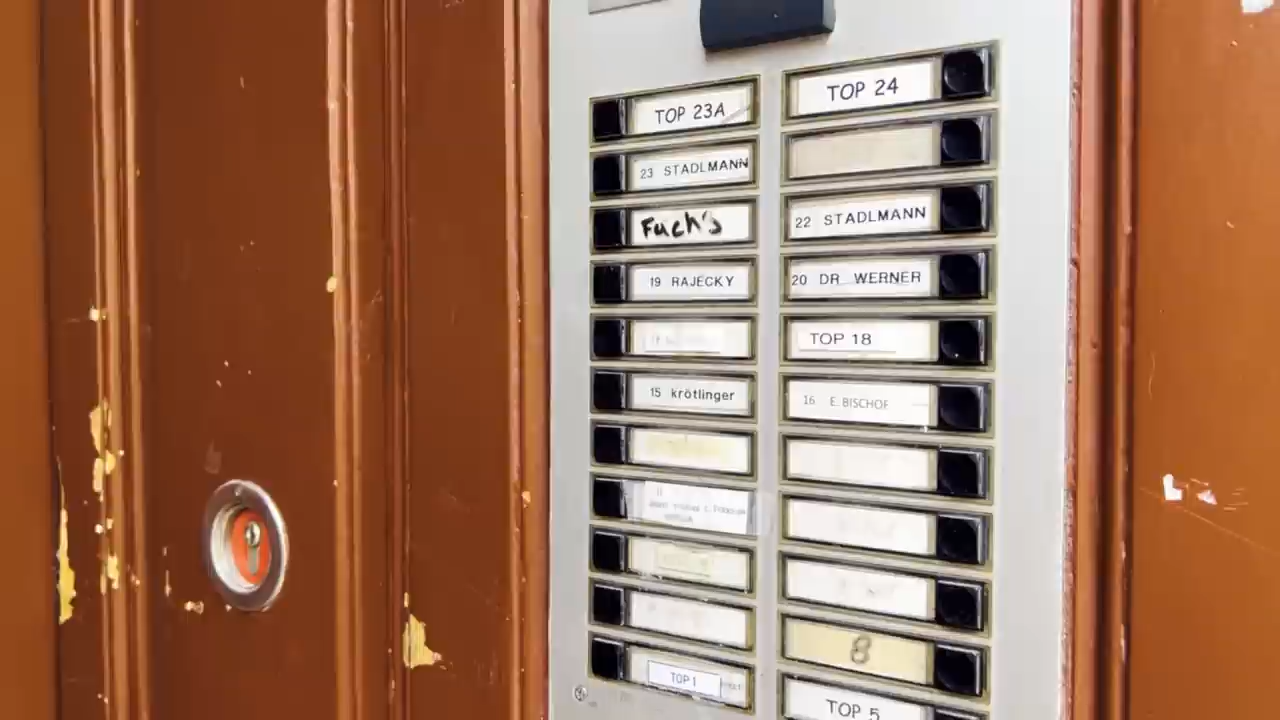 TOP 23A
TOP 24
23 STADLMANN
Fuchs
22 STADLMANN
19 RAJECKY
20 DR WERNER
TOP 18
15 krötlinger
16 E. BISCHOF
8
TOP 1
TOP 5